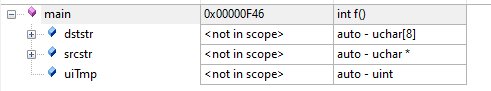 main 0x00000F46 int f()
dststr <not in scope> auto - uchar[8]
srcstr <not in scope> auto - uchar *
uiTmp <not in scope> auto - uint